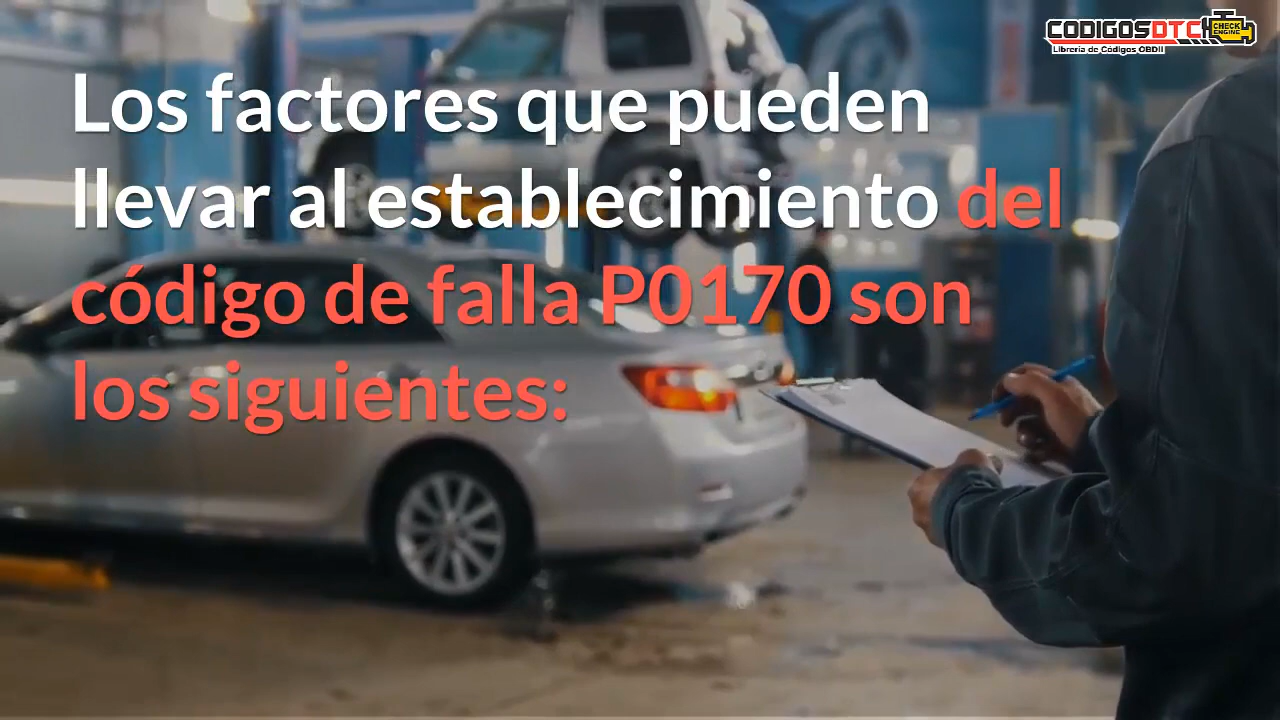 CODIGOSDTC
CHECK
ENGINE
Librería de Códigos OBDII
Los factores que pueden
llevar al establecimiento del
código de falla P0170 son
los siguientes: